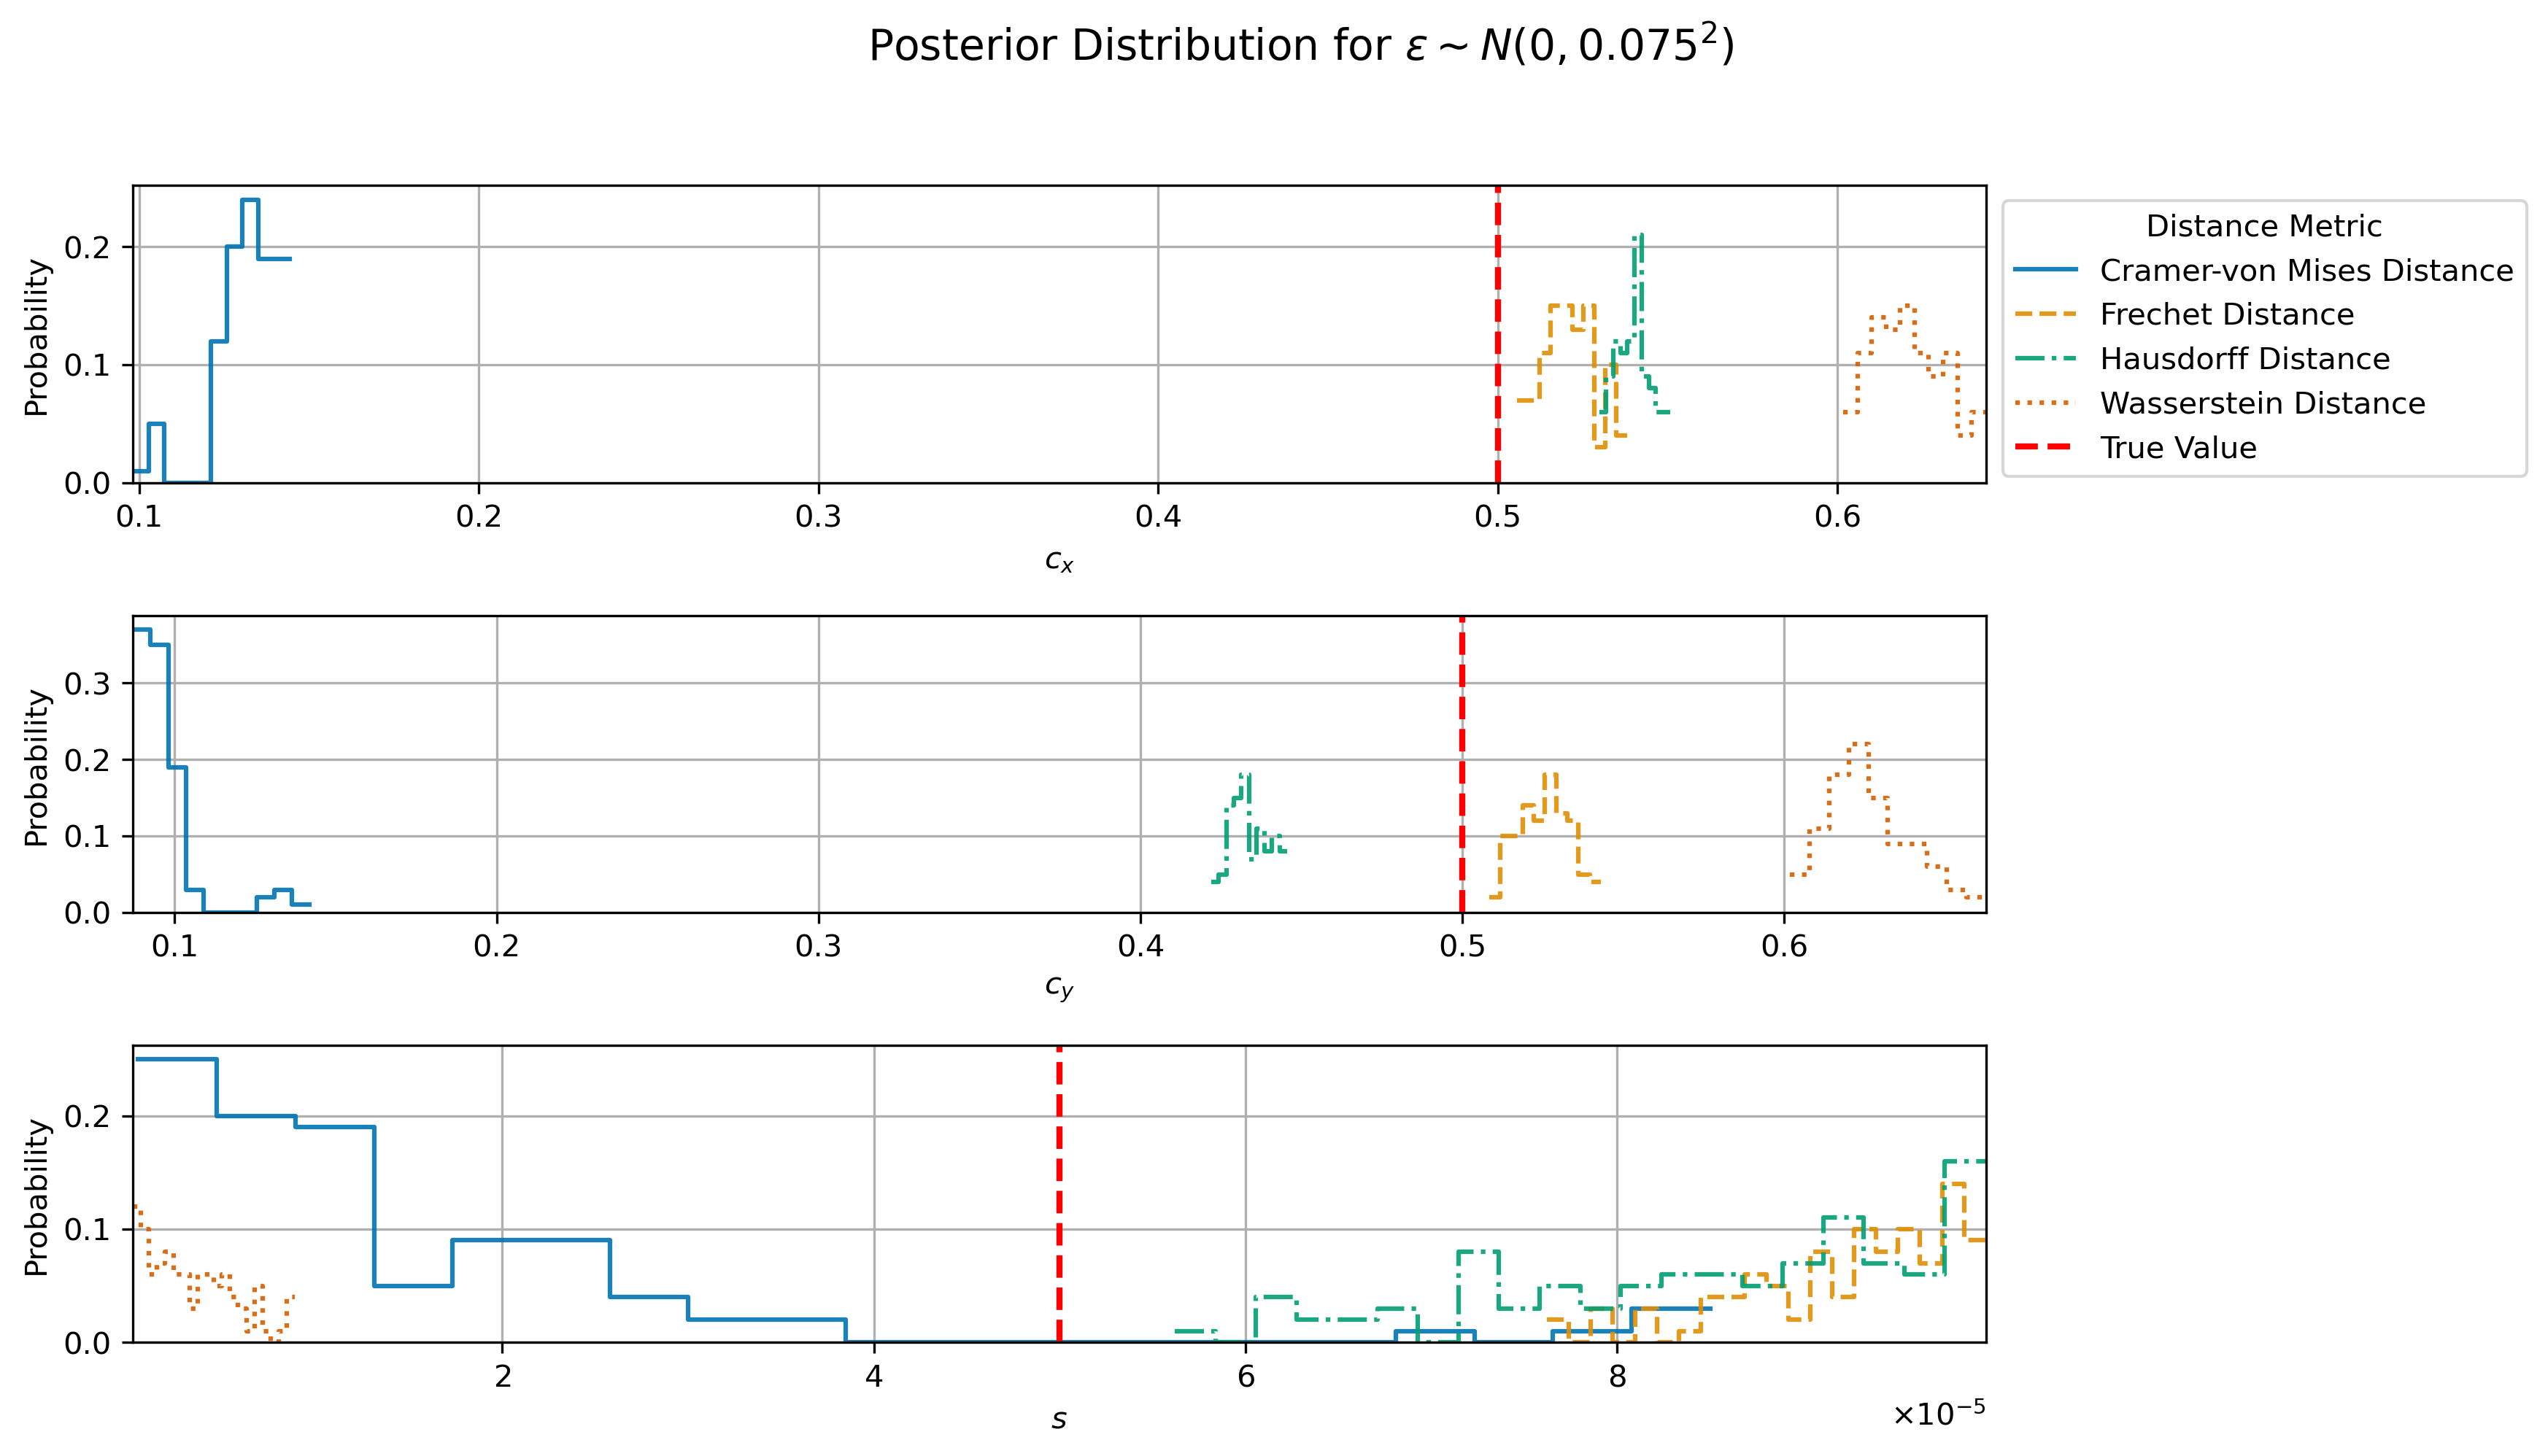 Posterior Distribution for ε ~ N(0, 0.075²)
Probability
0.2
0.1
0.0
0.1 0.2 0.3 0.4 0.5 0.6
c_x
Distance Metric
Cramer-von Mises Distance
Frechet Distance
Hausdorff Distance
Wasserstein Distance
True Value
Probability
0.3
0.2
0.1
0.0
0.1 0.2 0.3 0.4 0.5 0.6
c_y
Probability
0.2
0.1
0.0
2 4 6 8
×10⁻⁵
s